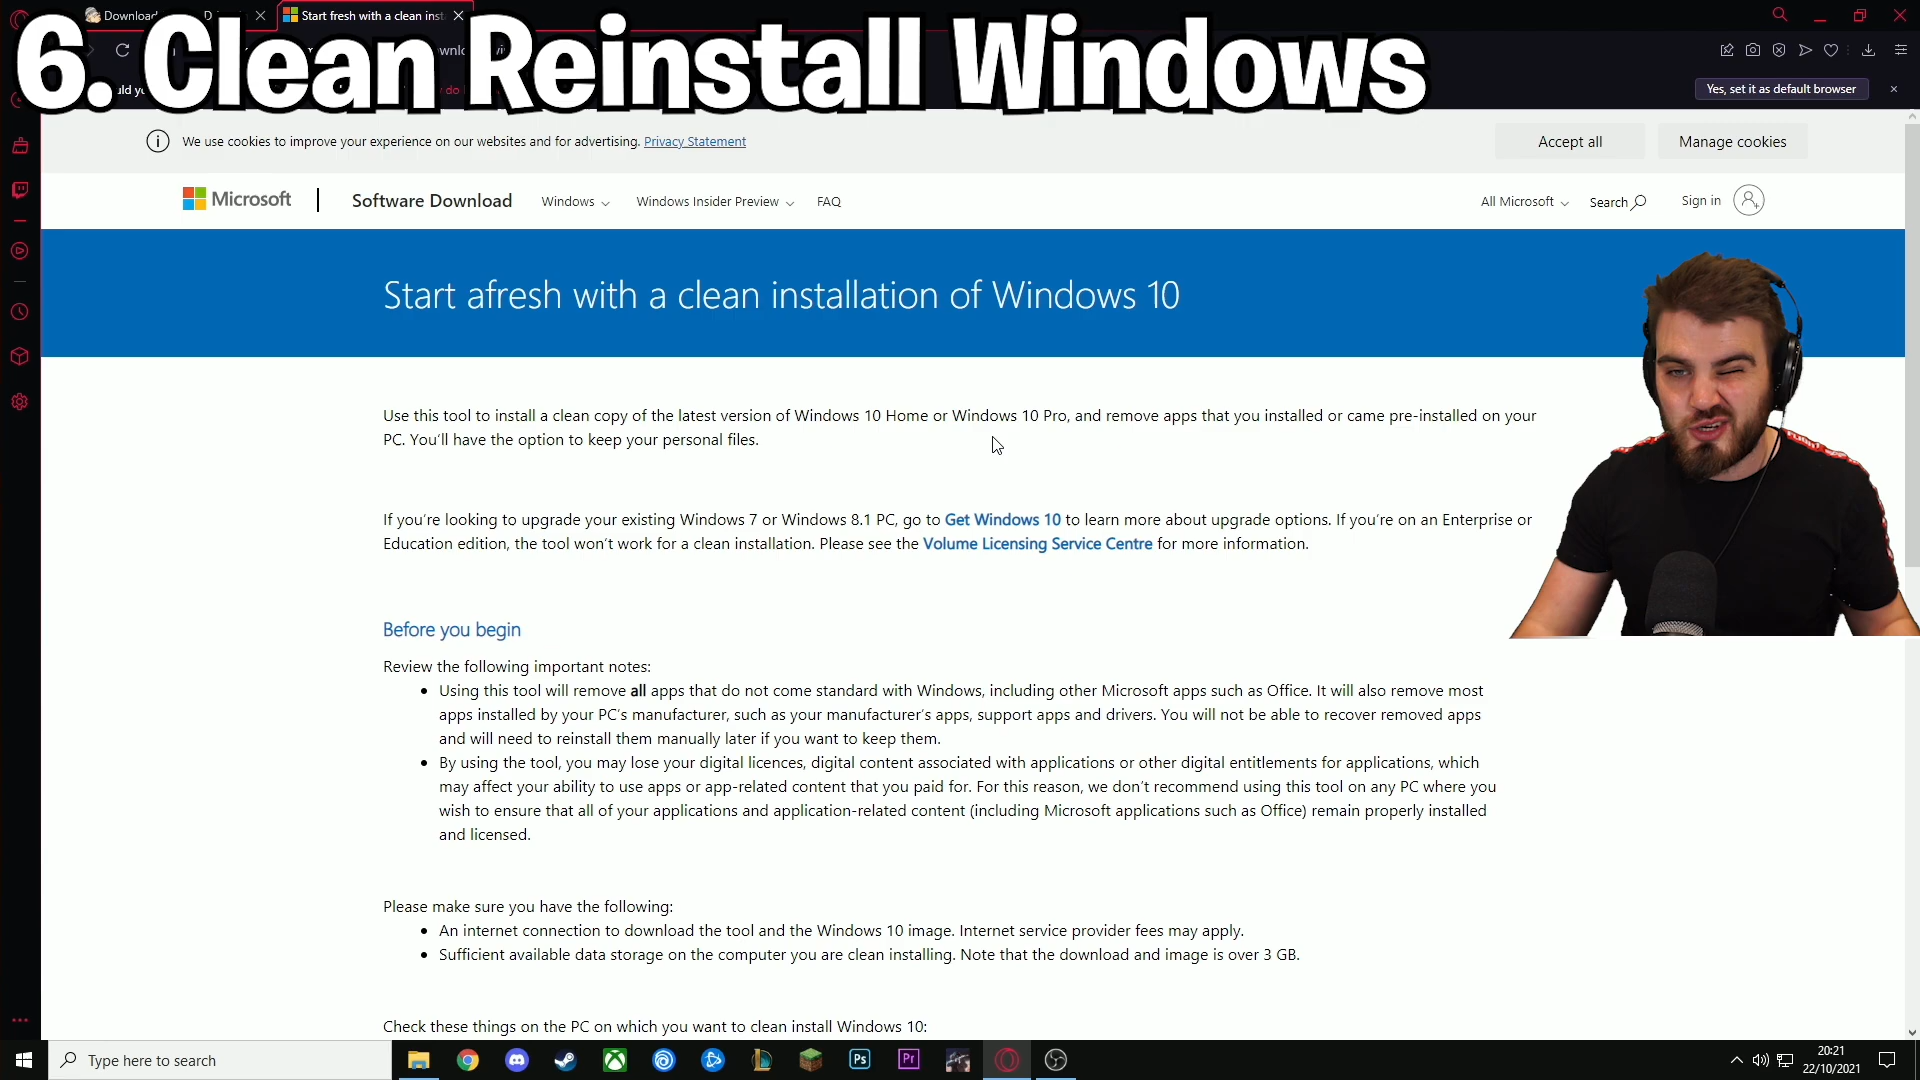 Download
Start fresh with a clean inst
6. Clean Reinstall Windows
Yes, set it as default browser
We use cookies to improve your experience on our websites and for advertising. Privacy Statement
Accept all
Manage cookies
Microsoft
Software Download
Windows
Windows Insider Preview
FAQ
All Microsoft
Search
Sign in
Start afresh with a clean installation of Windows 10
Use this tool to install a clean copy of the latest version of Windows 10 Home or Windows 10 Pro, and remove apps that you installed or came pre-installed on your
PC. You'll have the option to keep your personal files.
If you're looking to upgrade your existing Windows 7 or Windows 8.1 PC, go to Get Windows 10 to learn more about upgrade options. If you're on an Enterprise or
Education edition, the tool won't work for a clean installation. Please see the Volume Licensing Service Centre for more information.
Before you begin
Review the following important notes:
Using this tool will remove all apps that do not come standard with Windows, including other Microsoft apps such as Office. It will also remove most
apps installed by your PC's manufacturer, such as your manufacturer's apps, support apps and drivers. You will not be able to recover removed apps
and will need to reinstall them manually later if you want to keep them.
By using the tool, you may lose your digital licences, digital content associated with applications or other digital entitlements for applications, which
may affect your ability to use apps or app-related content that you paid for. For this reason, we don't recommend using this tool on any PC where you
wish to ensure that all of your applications and application-related content (including Microsoft applications such as Office) remain properly installed
and licensed.
Please make sure you have the following:
An internet connection to download the tool and the Windows 10 image. Internet service provider fees may apply.
Sufficient available data storage on the computer you are clean installing. Note that the download and image is over 3 GB.
Check these things on the PC on which you want to clean install Windows 10:
Type here to search
Ps
Pr
20:21
22/10/2021